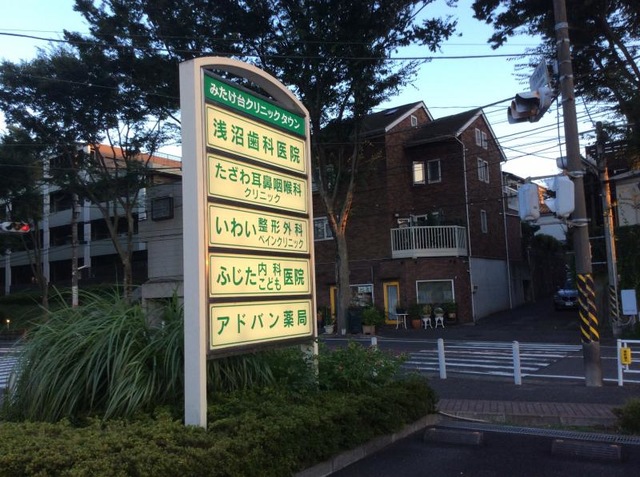 みたけ台クリニックタウン
浅沼歯科医院
たざわ耳鼻咽喉科
クリニック
いわい整形外科
ペインクリニック
ふじた内科こども医院
アドバン薬局